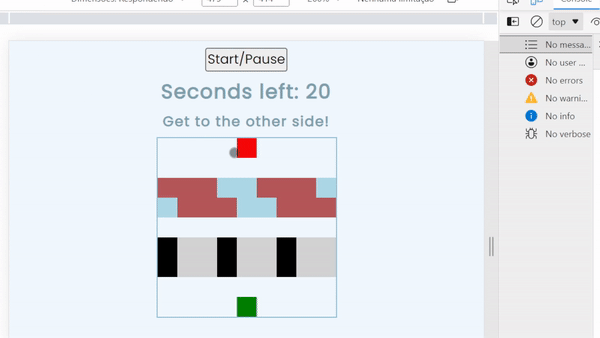 Dimensões: Responsivo
Nenhuma limitação
Console
top
Start/Pause
Seconds left: 20
Get to the other side!
No messa...
No user ...
No errors
No warni...
No info
No verbose